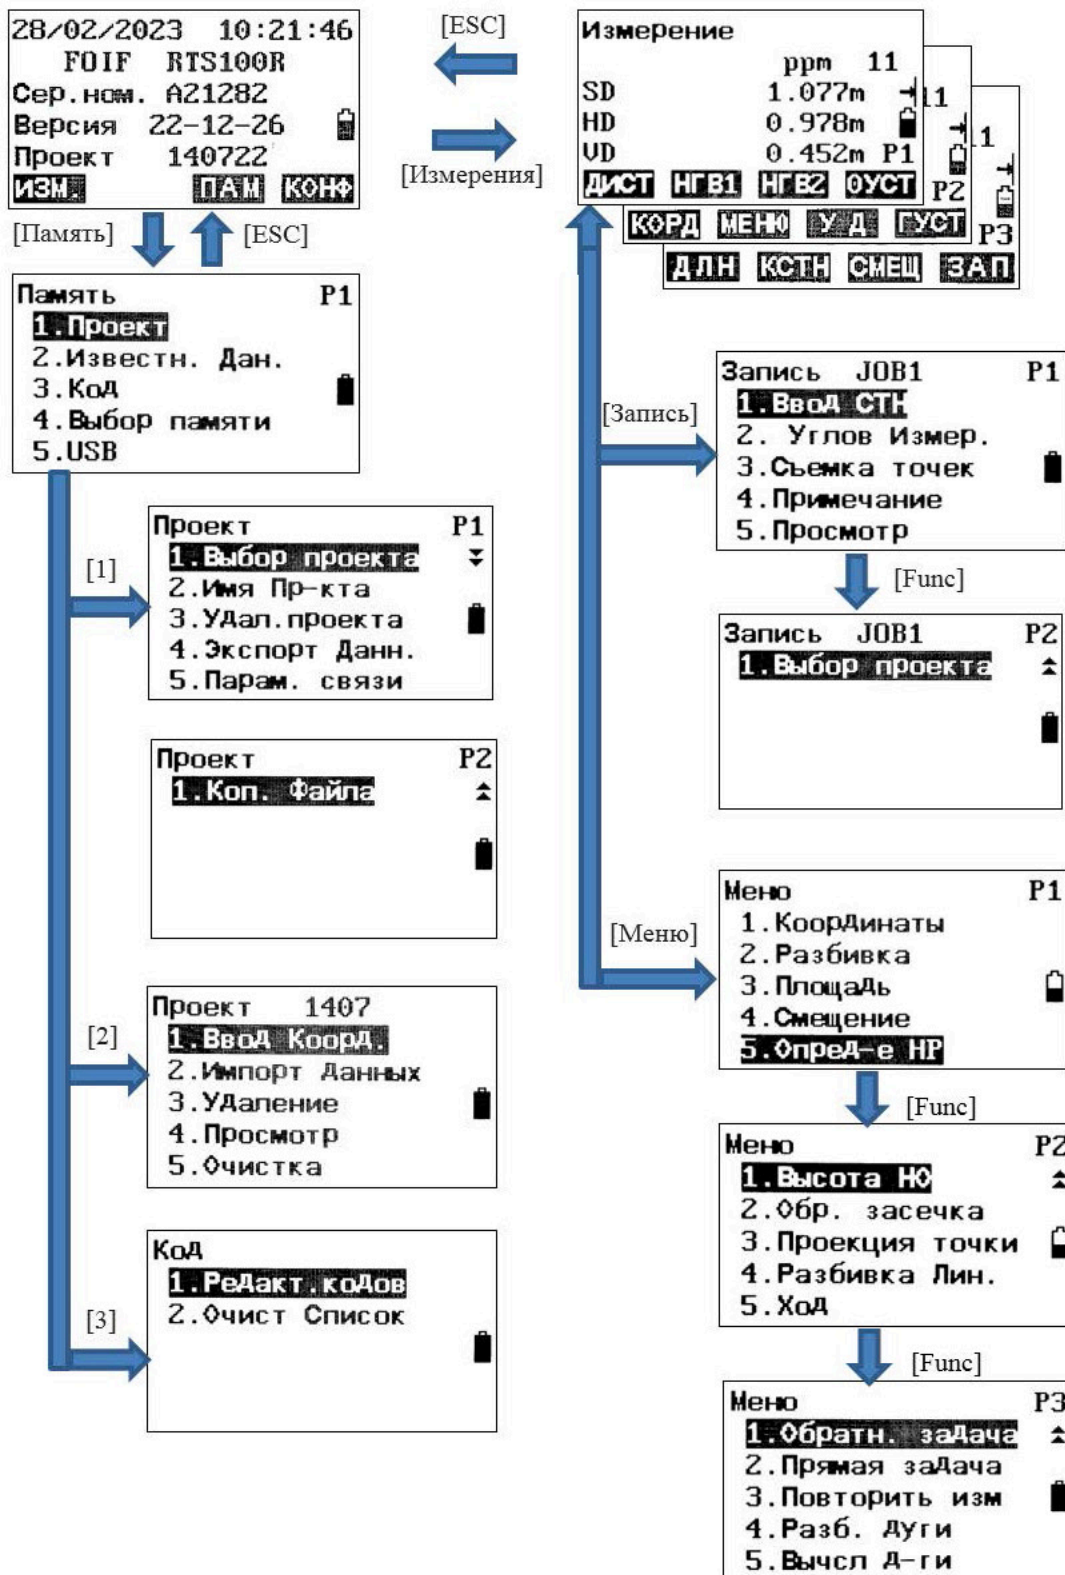 28/02/2023 10:21:46
FOIF RTS100R
Сер.ном. A21282
Версия 22-12-26
Проект 140722
ИЗМ. ПАМ КОНФ
[ESC]
[Измерения]
Измерение
ppm 11
SD 1.077m
HD 0.978m
VD 0.452m P1
ДИСТ НГВ1 НГВ2 0УСТ
11
P2
КОРД МЕНЮ У Д ГУСТ
11
P3
ДЛН КСТН СМЕЩ ЗАП
[Память]
[ESC]
Память P1
1.Проект
2.Известн. Дан.
3.Код
4.Выбор памяти
5.USB
[1]
Проект P1
1.Выбор проекта
2.Имя Пр-кта
3.Удал.проекта
4.Экспорт Данн.
5.Парам. связи
Проект P2
1.Коп. Файла
[2]
Проект 1407
1.Ввод Коорд.
2.Импорт Данных
3.Удаление
4.Просмотр
5.Очистка
[3]
Код
1.Редакт.кодов
2.Очист Список
[Запись]
Запись JOB1 P1
1.Ввод СТН
2. Углов Измер.
3.Съемка точек
4.Примечание
5.Просмотр
[Func]
Запись JOB1 P2
1.Выбор проекта
[Меню]
Меню P1
1.Координаты
2.Разбивка
3.Площадь
4.Смещение
5.Опред-е НР
[Func]
Меню P2
1.Высота НО
2.Обр. засечка
3.Проекция точки
4.Разбивка Лин.
5.Ход
[Func]
Меню P3
1.Обратн. задача
2.Прямая задача
3.Повторить изм
4.Разб. Дуги
5.Вычсл д-ги